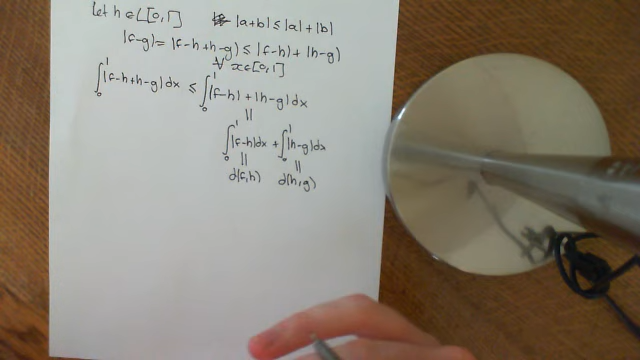 Let h ∈ L[0,1] |a+b| ≤ |a|+|b|
|f-g| = |f-h+h-g| ≤ |f-h|+|h-g|
∀ x∈[0,1]
∫₀¹|f-h+h-g|dx ≤ ∫₀¹|f-h|+|h-g|dx
||
∫₀¹|f-h|dx + ∫₀¹|h-g|dx
|| ||
d(f,h) d(h,g)